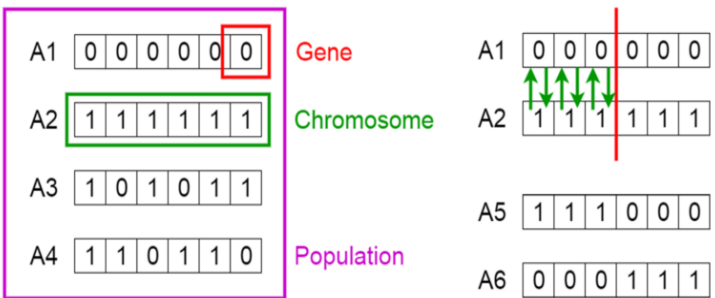 A1 0 0 0 0 0 0 Gene
A2 1 1 1 1 1 1 Chromosome
A3 1 0 1 0 1 1
A4 1 1 0 1 1 0 Population
A1 0 0 0 0 0 0
A2 1 1 1 1 1 1
A5 1 1 1 0 0 0
A6 0 0 0 1 1 1